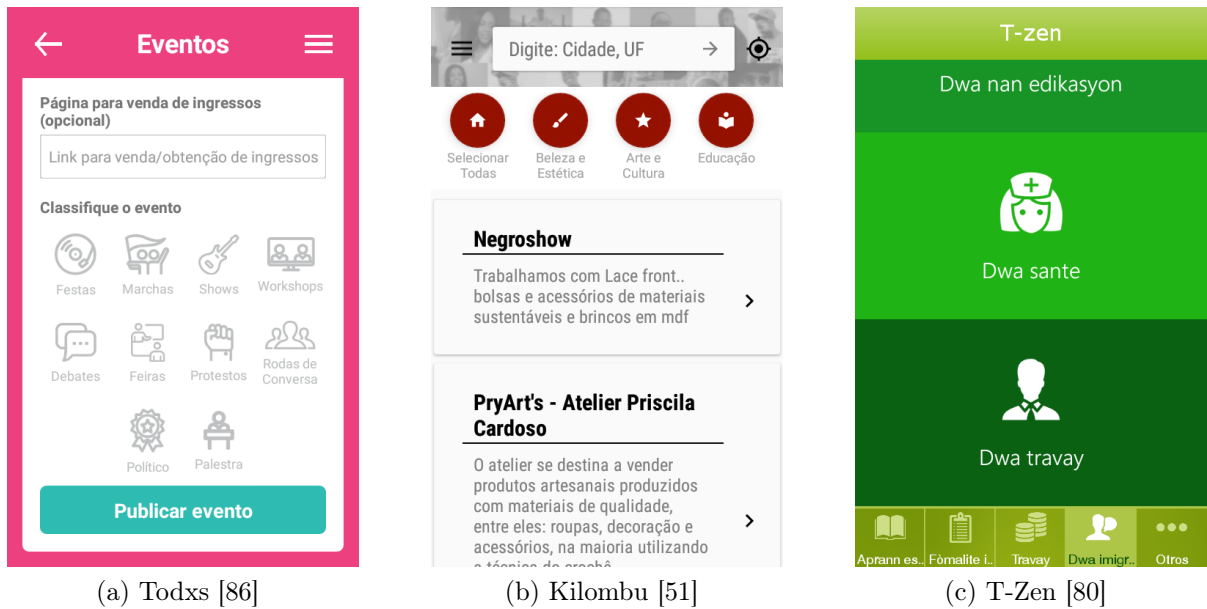 Eventos
Página para venda de ingressos
(opcional)
Link para venda/obtenção de ingressos
Classifique o evento
Festas
Marchas
Shows
Workshops
Debates
Feiras
Protestos
Rodas de
Conversa
Político
Palestra
Publicar evento
(a) Todxs [86]
Digite: Cidade, UF
Selecionar
Todas
Beleza e
Estética
Arte e
Cultura
Educação
Negroshow
Trabalhamos com Lace front..
bolsas e acessórios de materiais
sustentáveis e brincos em mdf
PryArt's - Atelier Priscila
Cardoso
O atelier se destina a vender
produtos artesanais produzidos
com materiais de qualidade,
entre eles: roupas, decoração e
acessórios, na maioria utilizando
a técnica do crochê
(b) Kilombu [51]
T-zen
Dwa nan edikasyon
Dwa sante
Dwa travay
Aprann es..
Fòmalite i..
Travay
Dwa imigr..
Otros
(c) T-Zen [80]